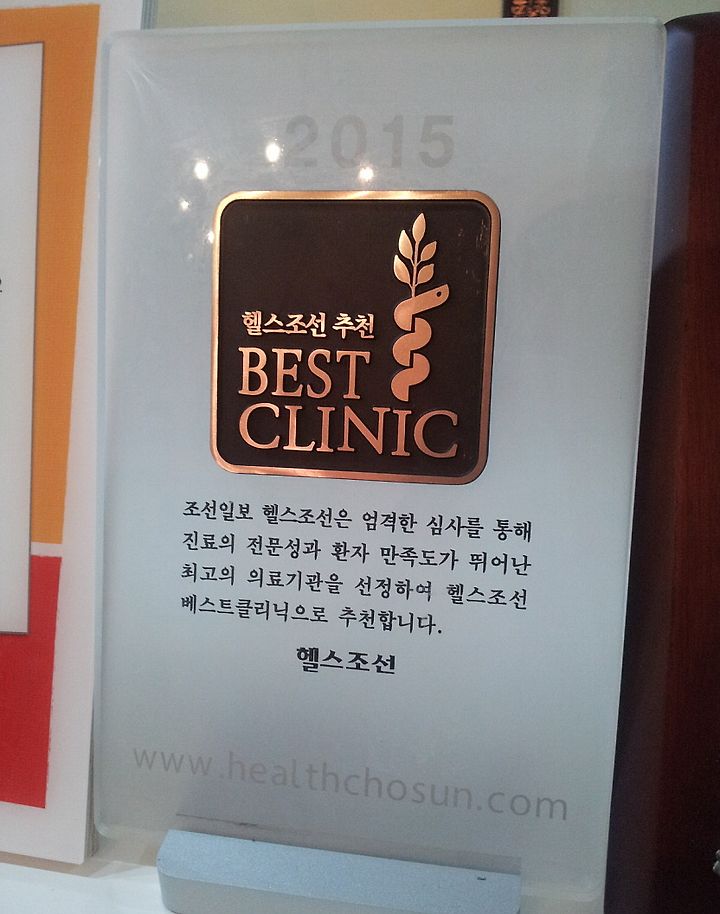 2015
헬스조선 추천
BEST
CLINIC
조선일보 헬스조선은 엄격한 심사를 통해
진료의 전문성과 환자 만족도가 뛰어난
최고의 의료기관을 선정하여 헬스조선
베스트클리닉으로 추천합니다.
헬스조선
www.healthchosun.com